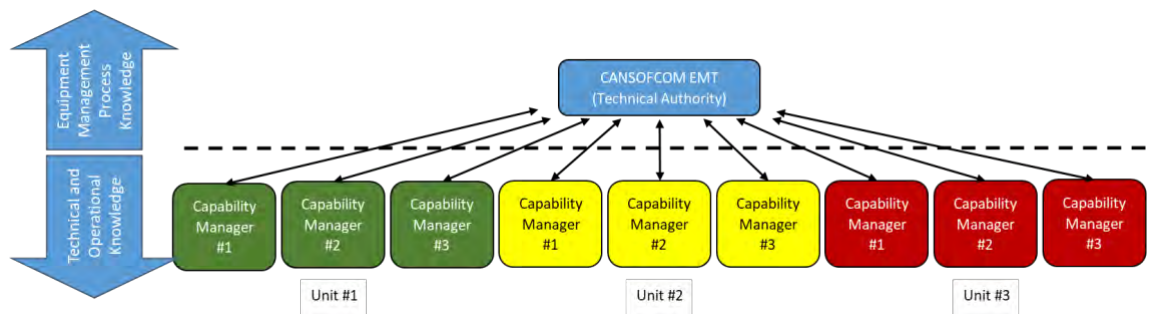 Equipment
Management
Process
Knowledge
CANSOFCOM EMT
(Technical Authority)
Technical and
Operational
Knowledge
Capability
Manager
#1
Capability
Manager
#2
Capability
Manager
#3
Capability
Manager
#1
Capability
Manager
#2
Capability
Manager
#3
Capability
Manager
#1
Capability
Manager
#2
Capability
Manager
#3
Unit #1
Unit #2
Unit #3